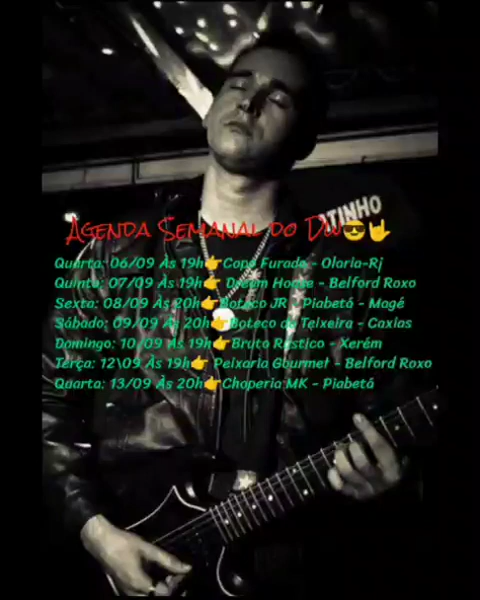 Agenda Semanal do Dw😎🤘
ATINHO
Quarta: 06/09 Às 19h👉Copo Furado - Olaria-Rj
Quinta: 07/09 Às 19h👉 Dream House - Belford Roxo
Sexta: 08/09 Às 20h👉Boteco JR - Piabetá - Magé
Sábado: 09/09 Às 20h👉Boteco do Teixeira - Caxias
Domingo: 10/09 Às 19h👉Bruto Rústico - Xerém
Terça: 12\09 Às 19h👉 Peixaria Gourmet - Belford Roxo
Quarta: 13/09 Às 20h👉Choperia MK - Piabetá